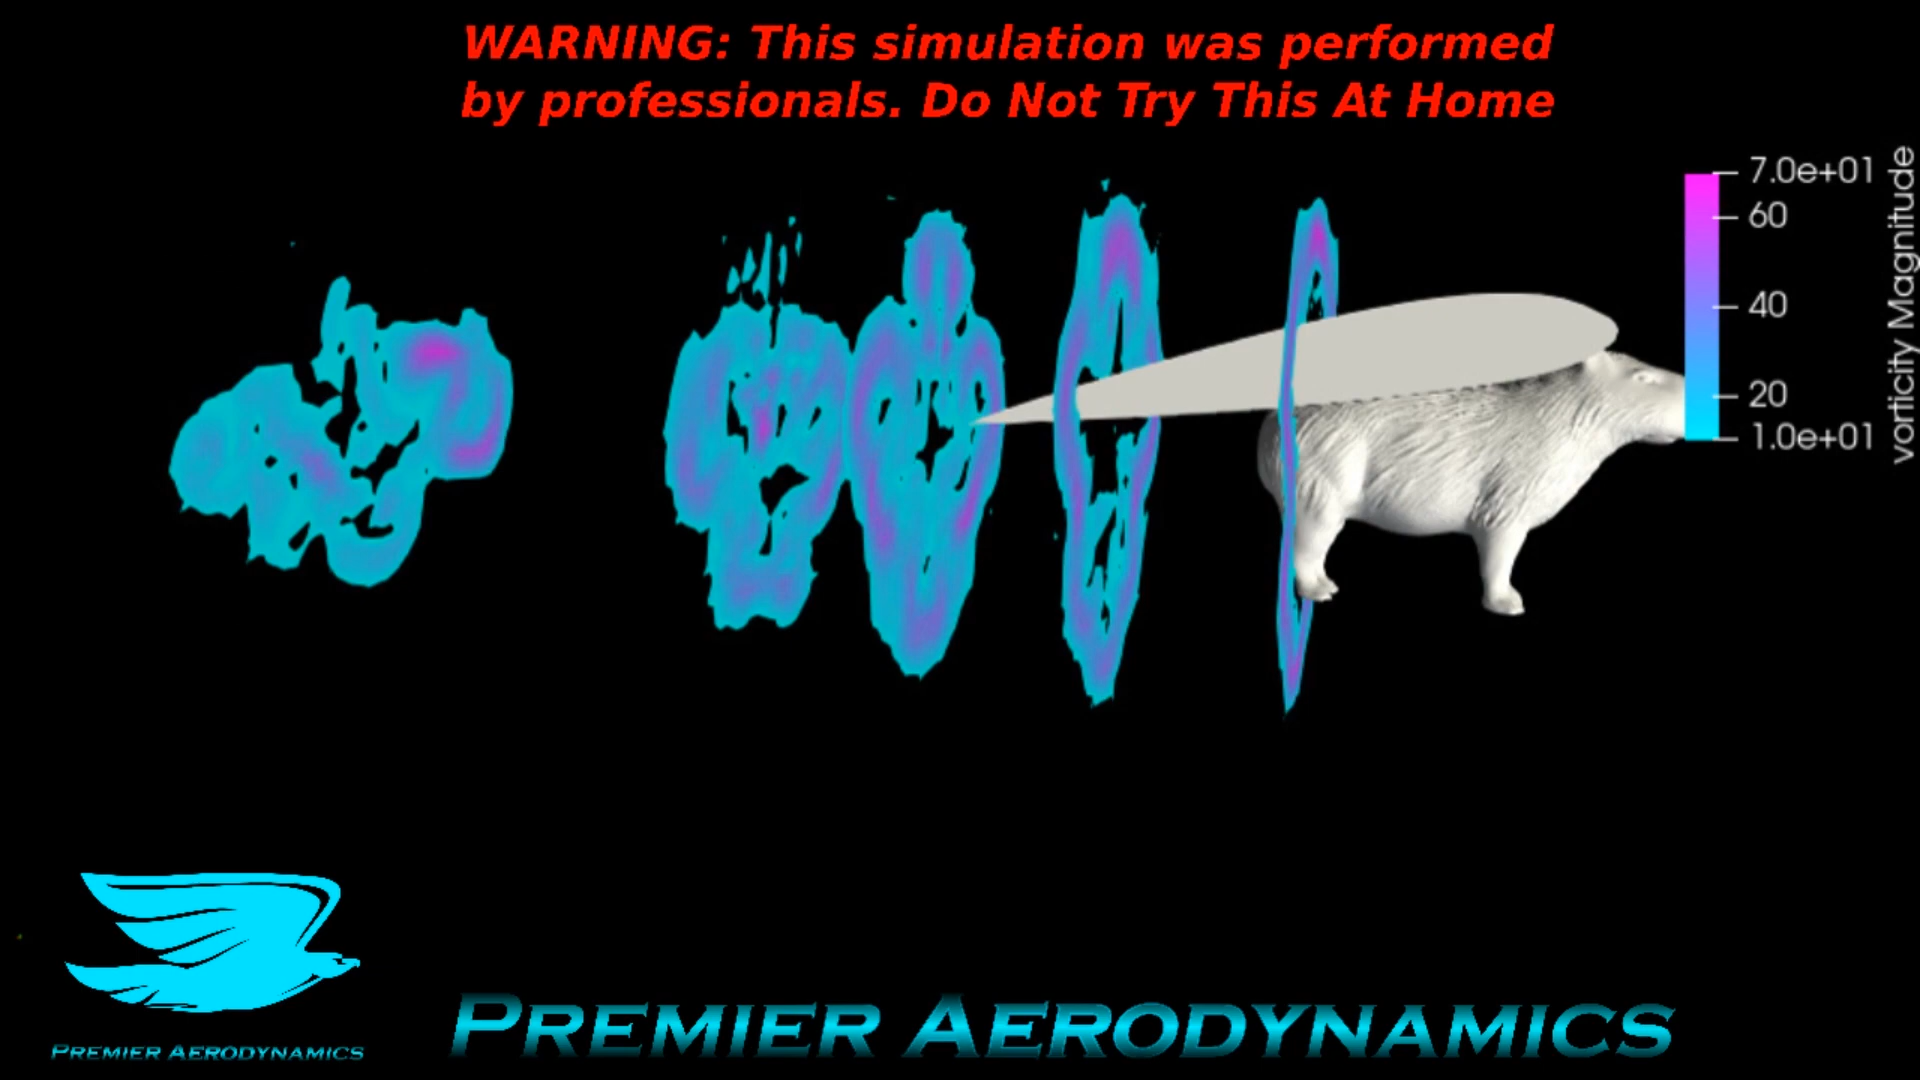 WARNING: This simulation was performed
by professionals. Do Not Try This At Home
7.0e+01
60
40
20
1.0e+01
vorticity Magnitude
PREMIER AERODYNAMICS
PREMIER AERODYNAMICS